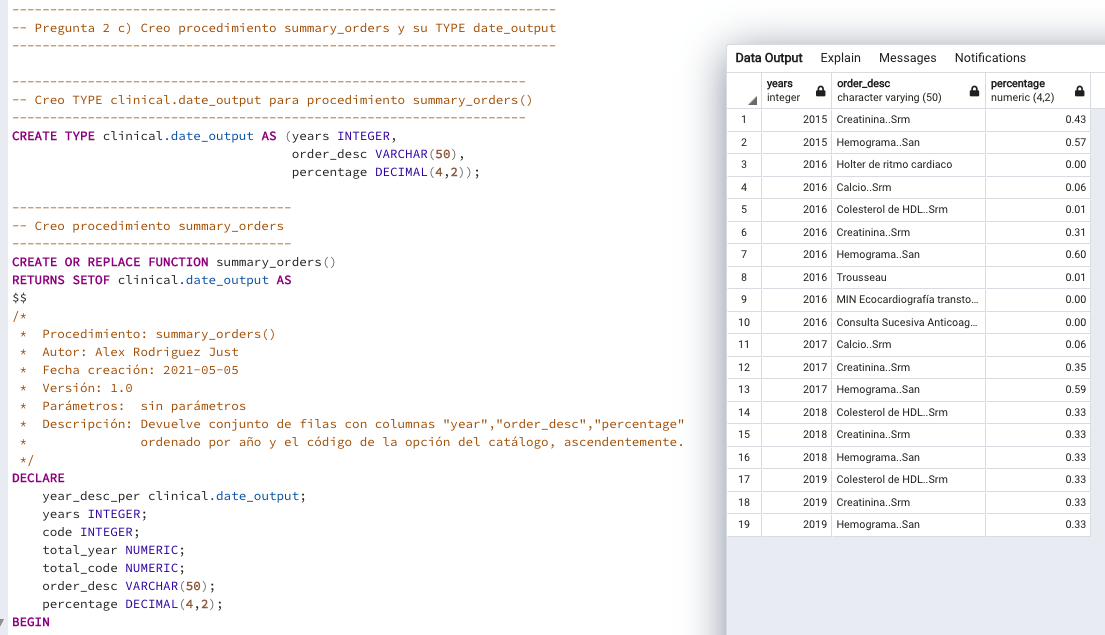 -- Pregunta 2 c) Creo procedimiento summary_orders y su TYPE date_output
-- Creo TYPE clinical.date_output para procedimiento summary_orders()
CREATE TYPE clinical.date_output AS (years INTEGER,
order_desc VARCHAR(50),
percentage DECIMAL(4,2));
-- Creo procedimiento summary_orders
CREATE OR REPLACE FUNCTION summary_orders()
RETURNS SETOF clinical.date_output AS
$$
/*
* Procedimiento: summary_orders()
* Autor: Alex Rodriguez Just
* Fecha creación: 2021-05-05
* Versión: 1.0
* Parámetros: sin parámetros
* Descripción: Devuelve conjunto de filas con columnas "year","order_desc","percentage"
* ordenado por año y el código de la opción del catálogo, ascendentemente.
*/
DECLARE
year_desc_per clinical.date_output;
years INTEGER;
code INTEGER;
total_year NUMERIC;
total_code NUMERIC;
order_desc VARCHAR(50);
percentage DECIMAL(4,2);
BEGIN
Data Output Explain Messages Notifications
years order_desc percentage
integer character varying (50) numeric (4,2)
1 2015 Creatinina..Srm 0.43
2 2015 Hemograma..San 0.57
3 2016 Holter de ritmo cardiaco 0.00
4 2016 Calcio..Srm 0.06
5 2016 Colesterol de HDL..Srm 0.01
6 2016 Creatinina..Srm 0.31
7 2016 Hemograma..San 0.60
8 2016 Trousseau 0.01
9 2016 MIN Ecocardiografía transto... 0.00
10 2016 Consulta Sucesiva Anticoag... 0.00
11 2017 Calcio..Srm 0.06
12 2017 Creatinina..Srm 0.35
13 2017 Hemograma..San 0.59
14 2018 Colesterol de HDL..Srm 0.33
15 2018 Creatinina..Srm 0.33
16 2018 Hemograma..San 0.33
17 2019 Colesterol de HDL..Srm 0.33
18 2019 Creatinina..Srm 0.33
19 2019 Hemograma..San 0.33